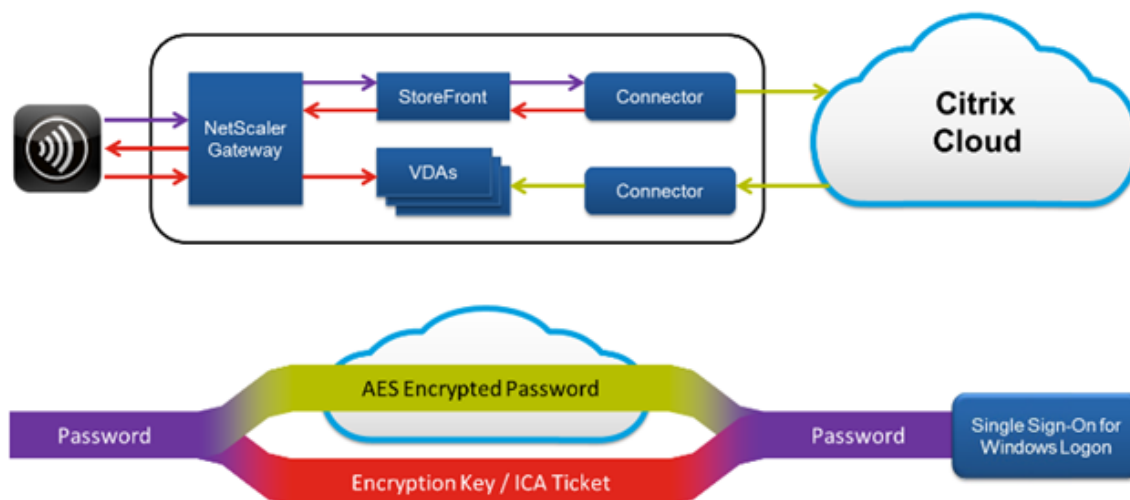 NetScaler
Gateway
StoreFront
Connector
Citrix
Cloud
VDAs
Connector
AES Encrypted Password
Password
Password
Single Sign-On for
Windows Logon
Encryption Key / ICA Ticket